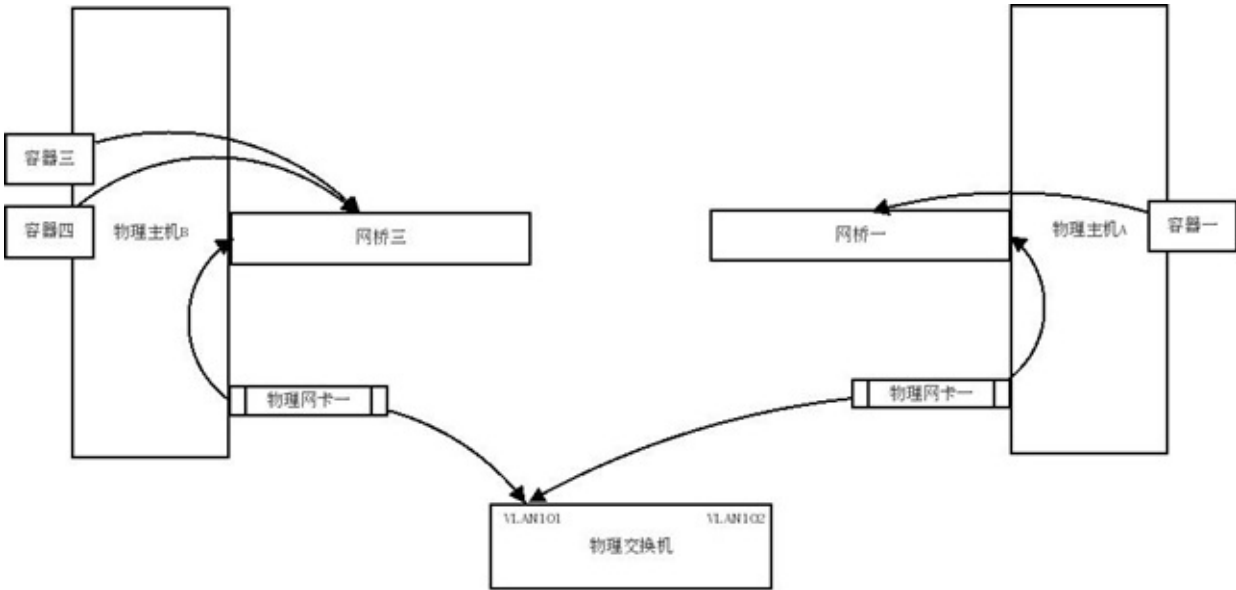 容器三
容器四
物理主机B
网桥三
网桥一
物理主机A
容器一
物理网卡一
物理网卡一
VLAN101
VLAN102
物理交换机